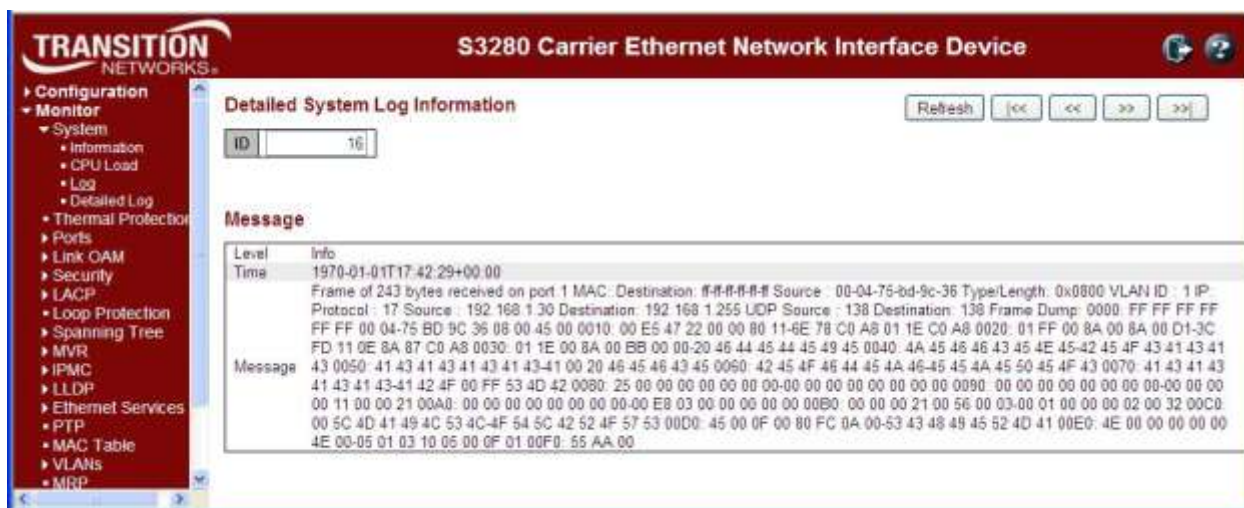 TRANSITION
NETWORKS®
S3280 Carrier Ethernet Network Interface Device
Configuration
Monitor
System
Information
CPU Load
Log
Detailed Log
Thermal Protection
Ports
Link OAM
Security
LACP
Loop Protection
Spanning Tree
MVR
IPMC
LLDP
Ethernet Services
PTP
MAC Table
VLANs
MRP
Detailed System Log Information
Refresh |<< << >> >>|
ID 16
Message
Level Info
Time 1970-01-01T17:42:29+00:00
Message
Frame of 243 bytes received on port 1 MAC: Destination: ff-ff-ff-ff-ff-ff Source : 00-04-75-bd-9c-36 Type/Length: 0x0800 VLAN ID : 1 IP:
Protocol : 17 Source : 192.168.1.30 Destination: 192.168.1.255 UDP Source : 138 Destination: 138 Frame Dump: 0000: FF FF FF FF
FF FF 00 04-75 BD 9C 36 08 00 45 00 0010: 00 E5 47 22 00 00 80 11-6E 78 C0 A8 01 1E C0 A8 0020: 01 FF 00 8A 00 8A 00 D1-3C
FD 11 0E 8A 87 C0 A8 0030: 01 1E 00 8A 00 BB 00 00-20 46 44 45 44 45 49 45 0040: 4A 45 46 46 43 45 4E 45-42 45 4F 43 41 43 41
43 0050: 41 43 41 43 41 43 41 43-41 00 20 46 45 46 43 45 0060: 42 45 4F 46 44 45 4A 46-45 45 4A 45 50 45 4F 43 0070: 41 43 41 43
41 43 41 43-41 42 4F 00 FF 53 4D 42 0080: 25 00 00 00 00 00 00 00-00 00 00 00 00 00 00 00 0090: 00 00 00 00 00 00 00 00-00 00 00
00 11 00 00 21 00A0: 00 00 00 00 00 00 00 00-00 E8 03 00 00 00 00 00 00B0: 00 00 00 21 00 56 00 03-00 01 00 00 00 02 00 32 00C0:
00 5C 4D 41 49 4C 53 4C-4F 54 5C 42 52 4F 57 53 00D0: 45 00 0F 00 80 FC 0A 00-53 43 48 49 45 52 4D 41 00E0: 4E 00 00 00 00 00
4E 00-05 01 03 10 05 00 0F 01 00F0: 55 AA 00